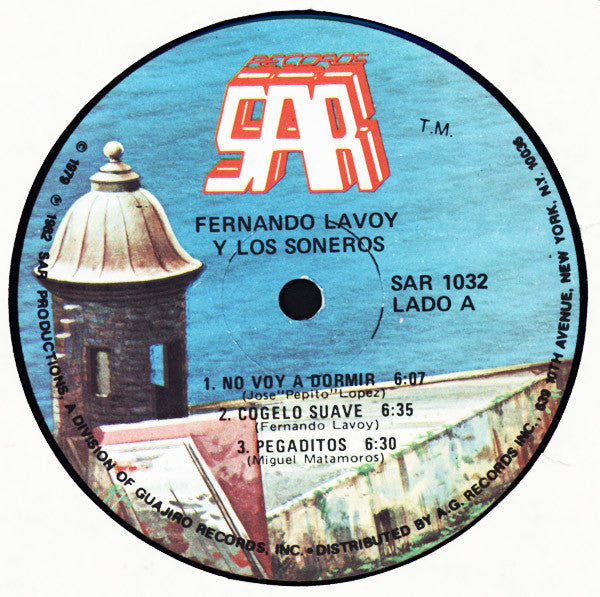 RECORDS
SAR
T.M.
FERNANDO LAVOY
Y LOS SONEROS
SAR 1032
LADO A
1. NO VOY A DORMIR 6:07
(Jose "Pepito" Lopez)
2. COGELO SUAVE 6:35
(Fernando Lavoy)
3. PEGADITOS 6:30
(Miguel Matamoros)
© 1979 ℗ 1982 SAR PRODUCTIONS, A DIVISION OF GUAJIRO RECORDS, INC. • DISTRIBUTED BY A.G. RECORDS INC., 639 10TH AVENUE, NEW YORK, N.Y. 10036